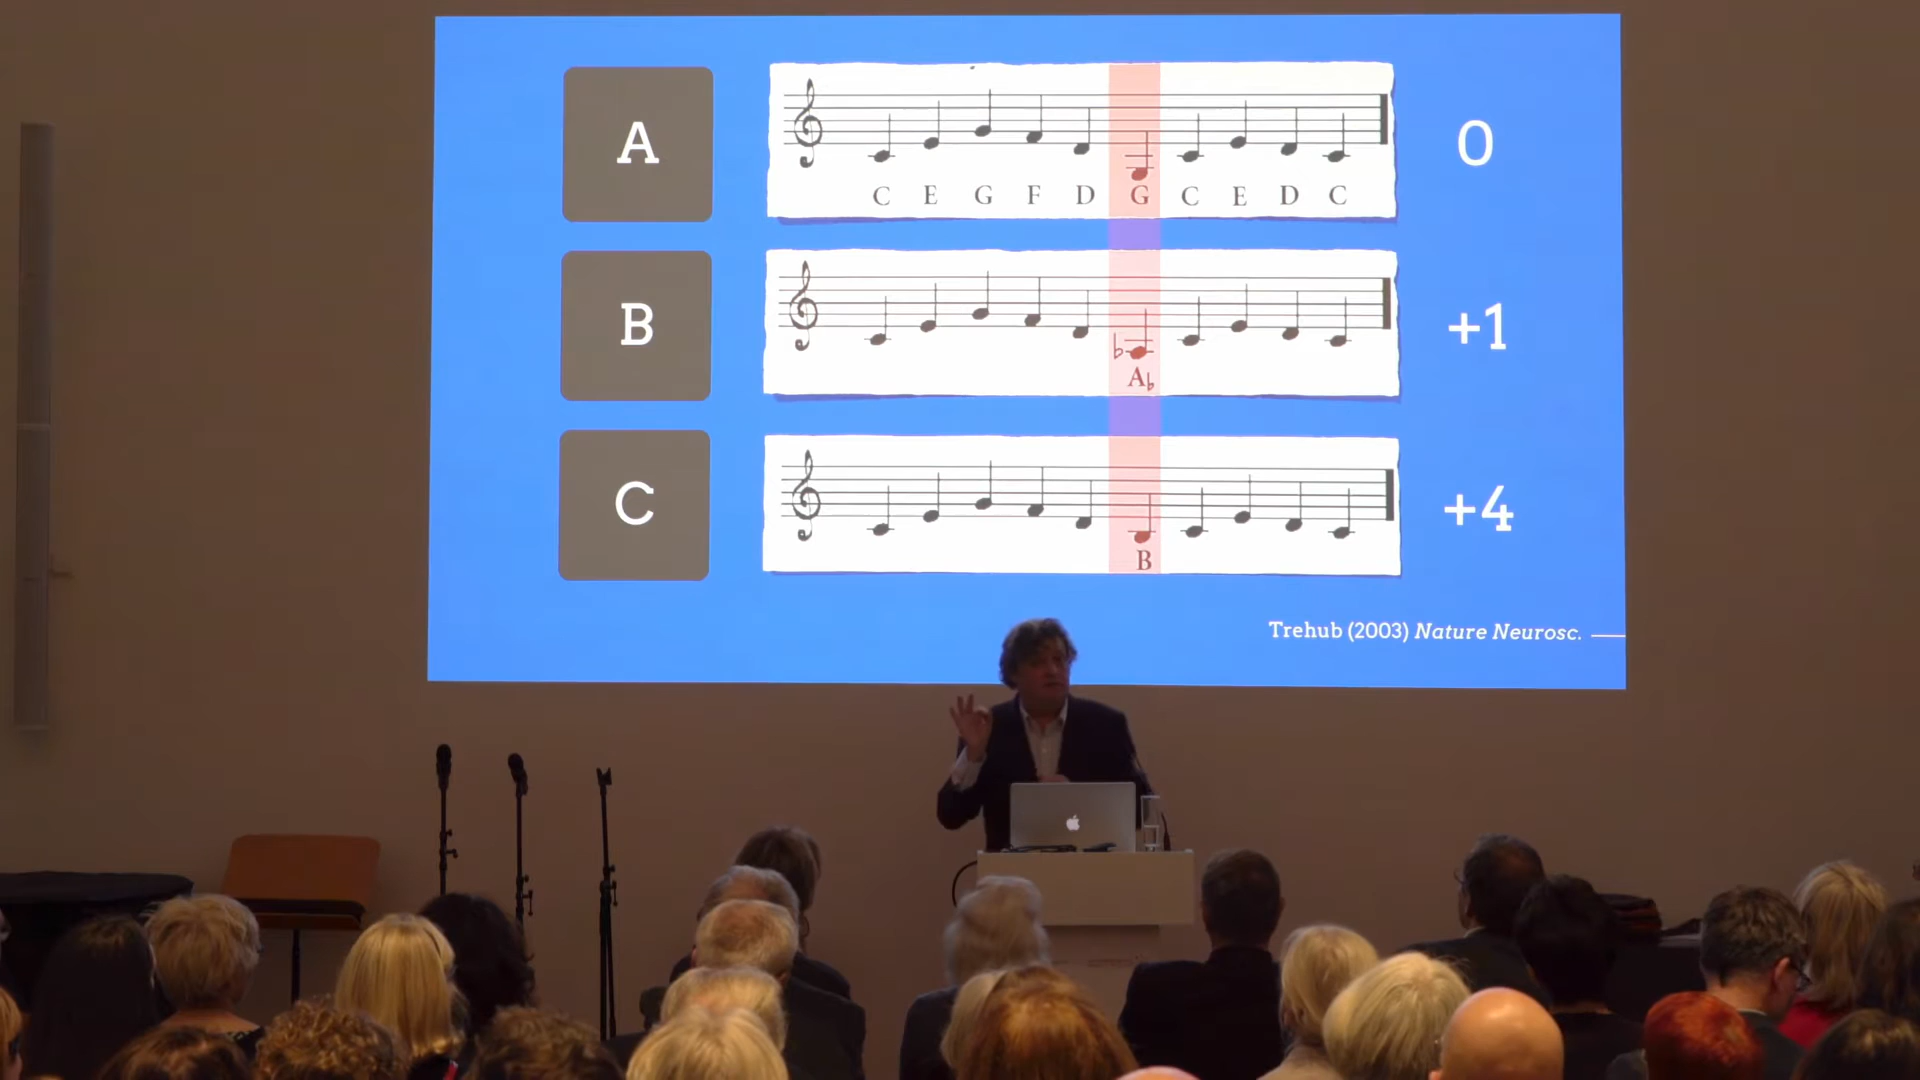 A
C E G F D G C E D C
0
B
A♭
+1
C
B
+4
Trehub (2003) Nature Neurosc.